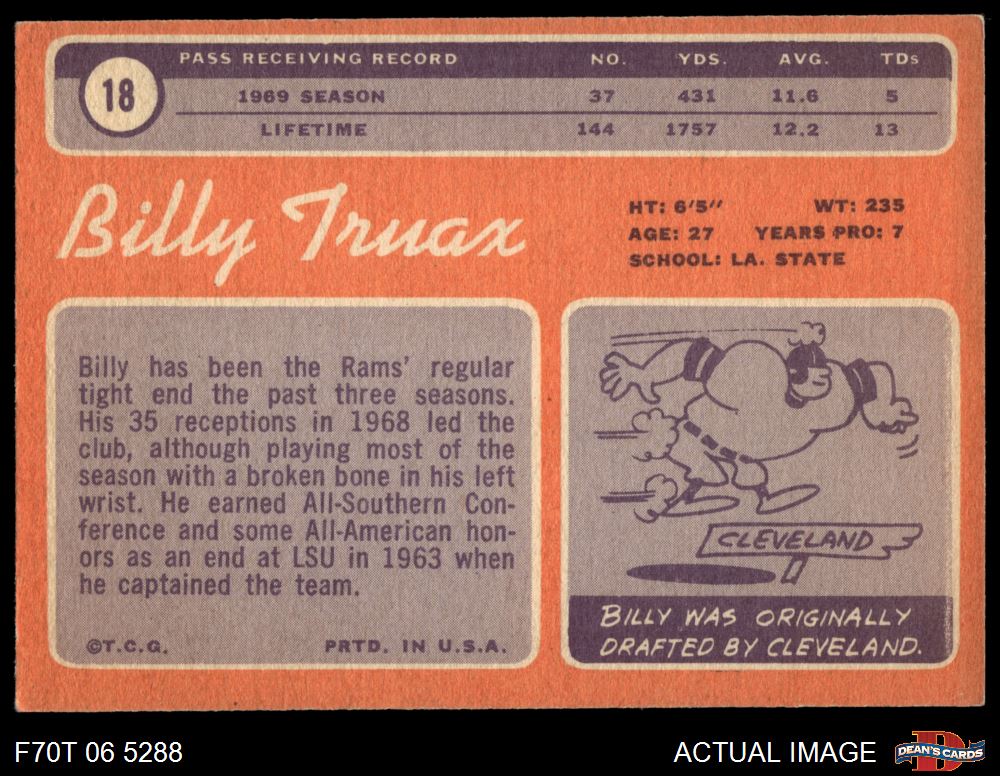 18
PASS RECEIVING RECORD NO. YDS. AVG. TDs
1969 SEASON 37 431 11.6 5
LIFETIME 144 1757 12.2 13
Billy Truax
HT: 6'5" WT: 235
AGE: 27 YEARS PRO: 7
SCHOOL: LA. STATE
Billy has been the Rams' regular
tight end the past three seasons.
His 35 receptions in 1968 led the
club, although playing most of the
season with a broken bone in his left
wrist. He earned All-Southern Con-
ference and some All-American hon-
ors as an end at LSU in 1963 when
he captained the team.
©T.C.G. PRTD. IN U.S.A.
CLEVELAND
BILLY WAS ORIGINALLY
DRAFTED BY CLEVELAND.
F70T 06 5288 ACTUAL IMAGE DEAN'S CARDS